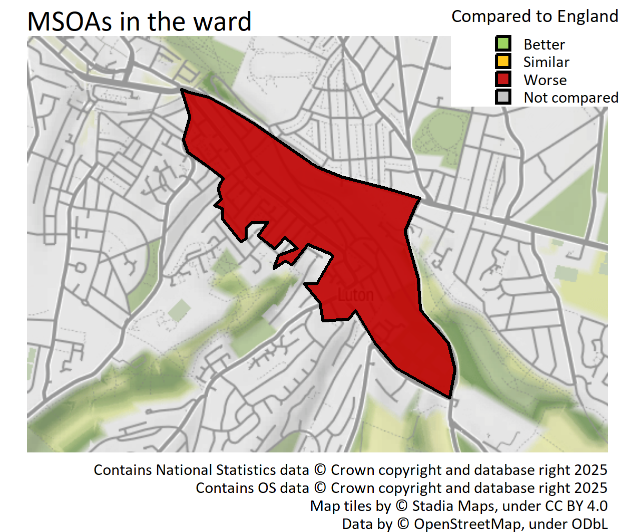 MSOAs in the ward
Compared to England
Better
Similar
Worse
Not compared
Luton
Contains National Statistics data © Crown copyright and database right 2025
Contains OS data © Crown copyright and database right 2025
Map tiles by © Stadia Maps, under CC BY 4.0
Data by © OpenStreetMap, under ODbL